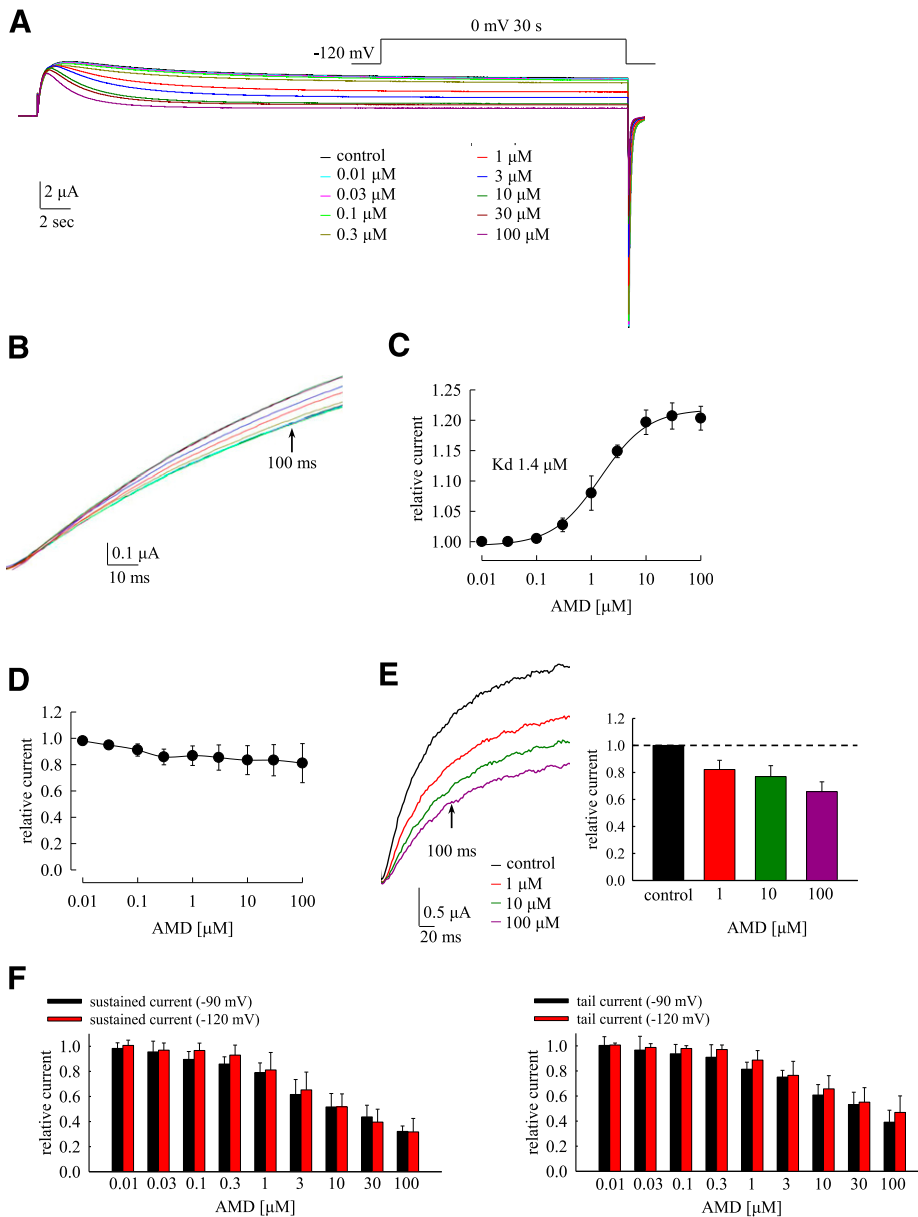 A
0 mV 30 s
-120 mV
control
0.01 μM
0.03 μM
0.1 μM
0.3 μM
1 μM
3 μM
10 μM
30 μM
100 μM
2 μA
2 sec
B
100 ms
0.1 μA
10 ms
C
relative current
1.25
1.20
1.15
1.10
1.05
1.00
Kd 1.4 μM
0.01 0.1 1 10 100
AMD [μM]
D
relative current
1.2
1.0
0.8
0.6
0.4
0.2
0.0
0.01 0.1 1 10 100
AMD [μM]
E
100 ms
control
1 μM
10 μM
100 μM
0.5 μA
20 ms
relative current
1.2
1.0
0.8
0.6
0.4
0.2
0.0
control 1 10 100
AMD [μM]
F
sustained current (-90 mV)
sustained current (-120 mV)
relative current
1.0
0.8
0.6
0.4
0.2
0.0
0.01 0.03 0.1 0.3 1 3 10 30 100
AMD [μM]
tail current (-90 mV)
tail current (-120 mV)
relative current
1.0
0.8
0.6
0.4
0.2
0.0
0.01 0.03 0.1 0.3 1 3 10 30 100
AMD [μM]